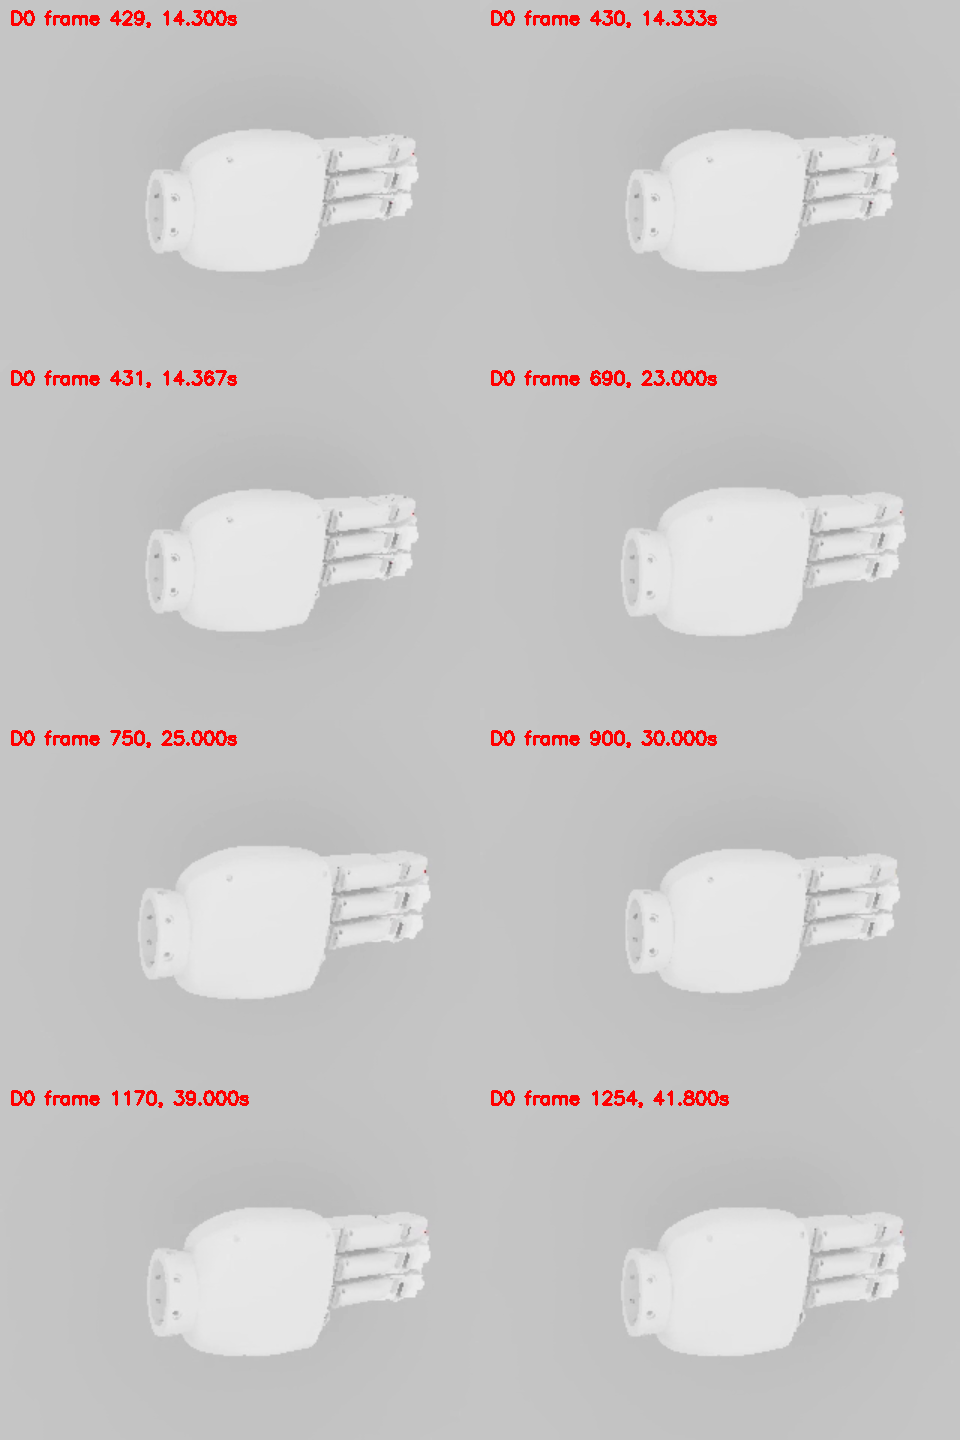 D0 frame 429, 14.300s
D0 frame 430, 14.333s
D0 frame 431, 14.367s
D0 frame 690, 23.000s
D0 frame 750, 25.000s
D0 frame 900, 30.000s
D0 frame 1170, 39.000s
D0 frame 1254, 41.800s